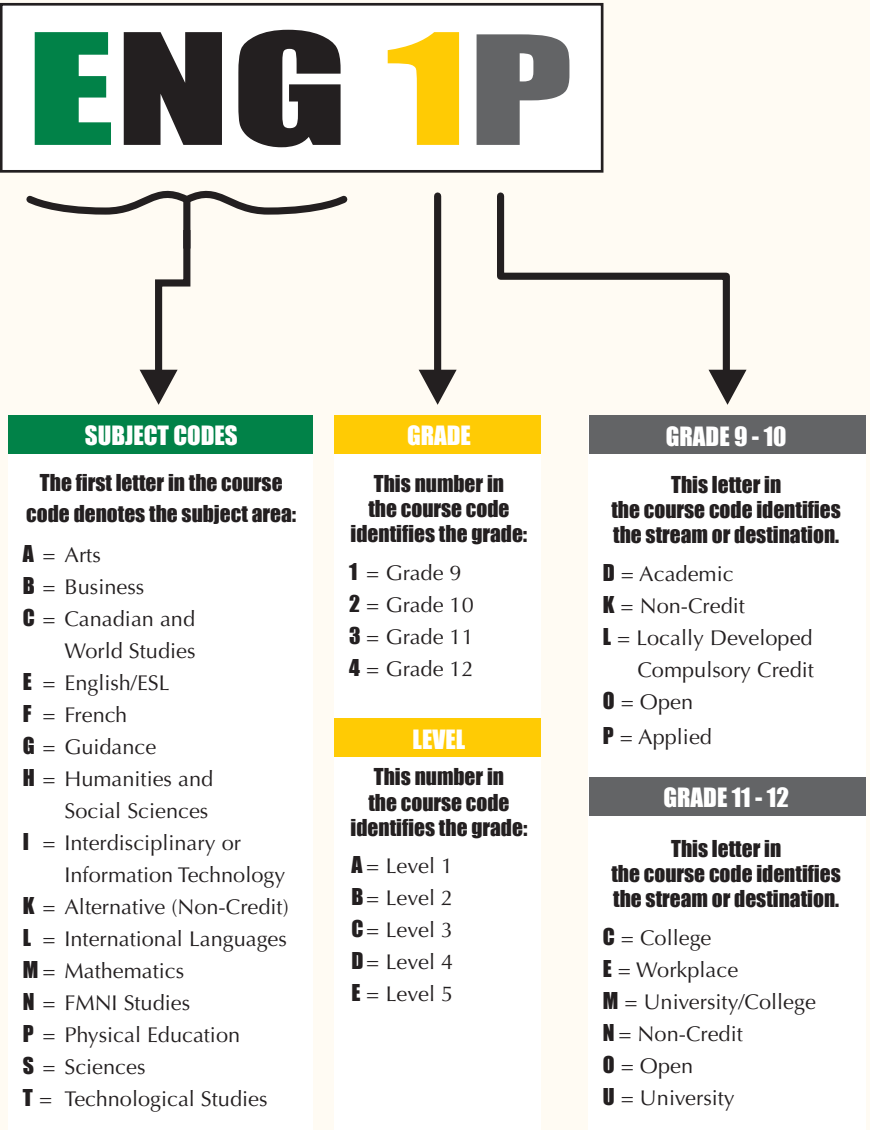 ENG 1P
SUBJECT CODES
The first letter in the course
code denotes the subject area:
A = Arts
B = Business
C = Canadian and
World Studies
E = English/ESL
F = French
G = Guidance
H = Humanities and
Social Sciences
I = Interdisciplinary or
Information Technology
K = Alternative (Non-Credit)
L = International Languages
M = Mathematics
N = FMNI Studies
P = Physical Education
S = Sciences
T = Technological Studies
GRADE
This number in
the course code
identifies the grade:
1 = Grade 9
2 = Grade 10
3 = Grade 11
4 = Grade 12
LEVEL
This number in
the course code
identifies the grade:
A = Level 1
B = Level 2
C = Level 3
D = Level 4
E = Level 5
GRADE 9 - 10
This letter in
the course code identifies
the stream or destination.
D = Academic
K = Non-Credit
L = Locally Developed
Compulsory Credit
O = Open
P = Applied
GRADE 11 - 12
This letter in
the course code identifies
the stream or destination.
C = College
E = Workplace
M = University/College
N = Non-Credit
O = Open
U = University